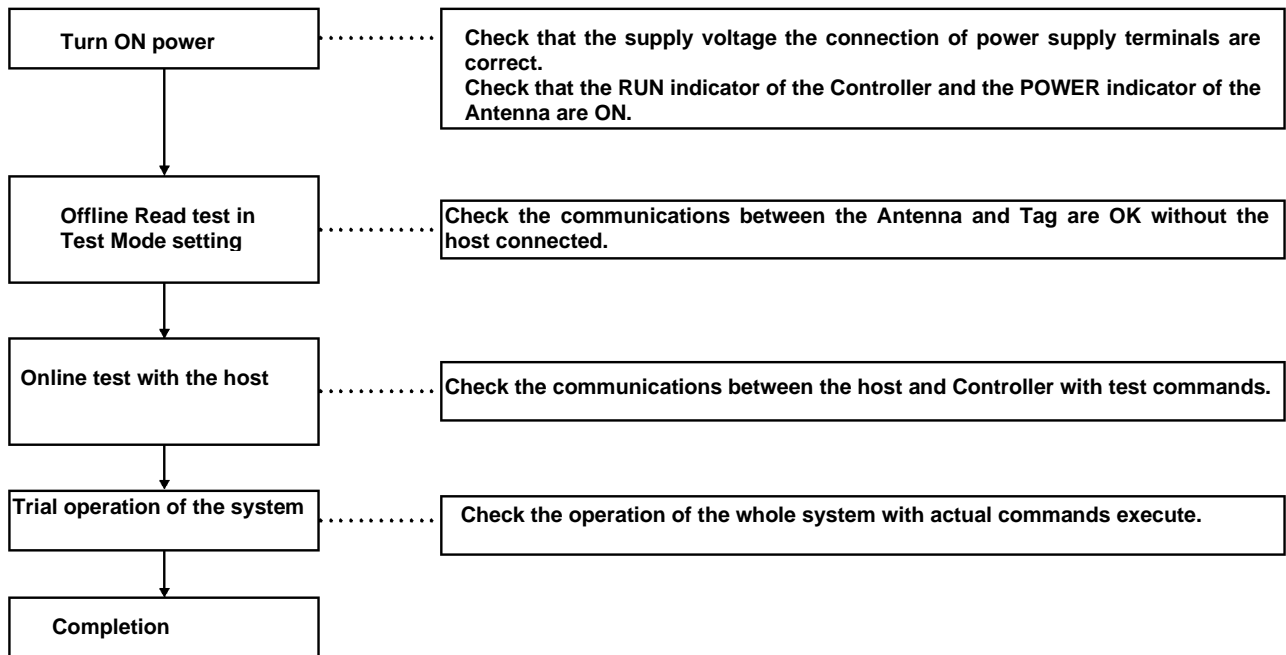 Turn ON power
Check that the supply voltage the connection of power supply terminals are
correct.
Check that the RUN indicator of the Controller and the POWER indicator of the
Antenna are ON.
Offline Read test in
Test Mode setting
Check the communications between the Antenna and Tag are OK without the
host connected.
Online test with the host
Check the communications between the host and Controller with test commands.
Trial operation of the system
Check the operation of the whole system with actual commands execute.
Completion